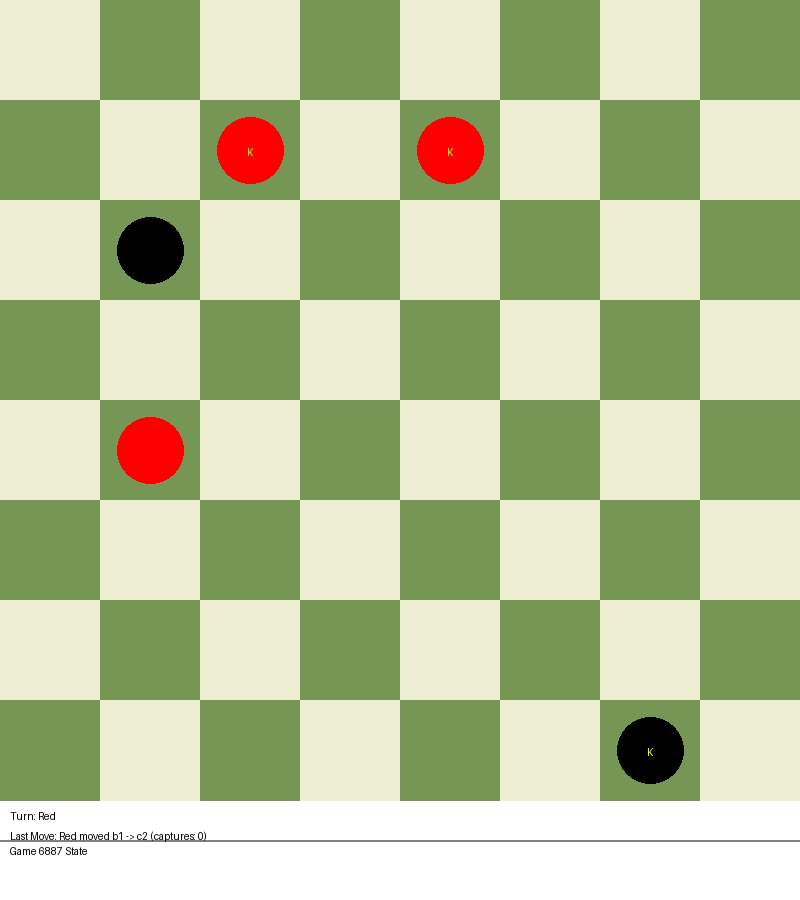 K K
K
Turn: Red
Last Move: Red moved b1 -> c2 (captures: 0)
Game 6887 State